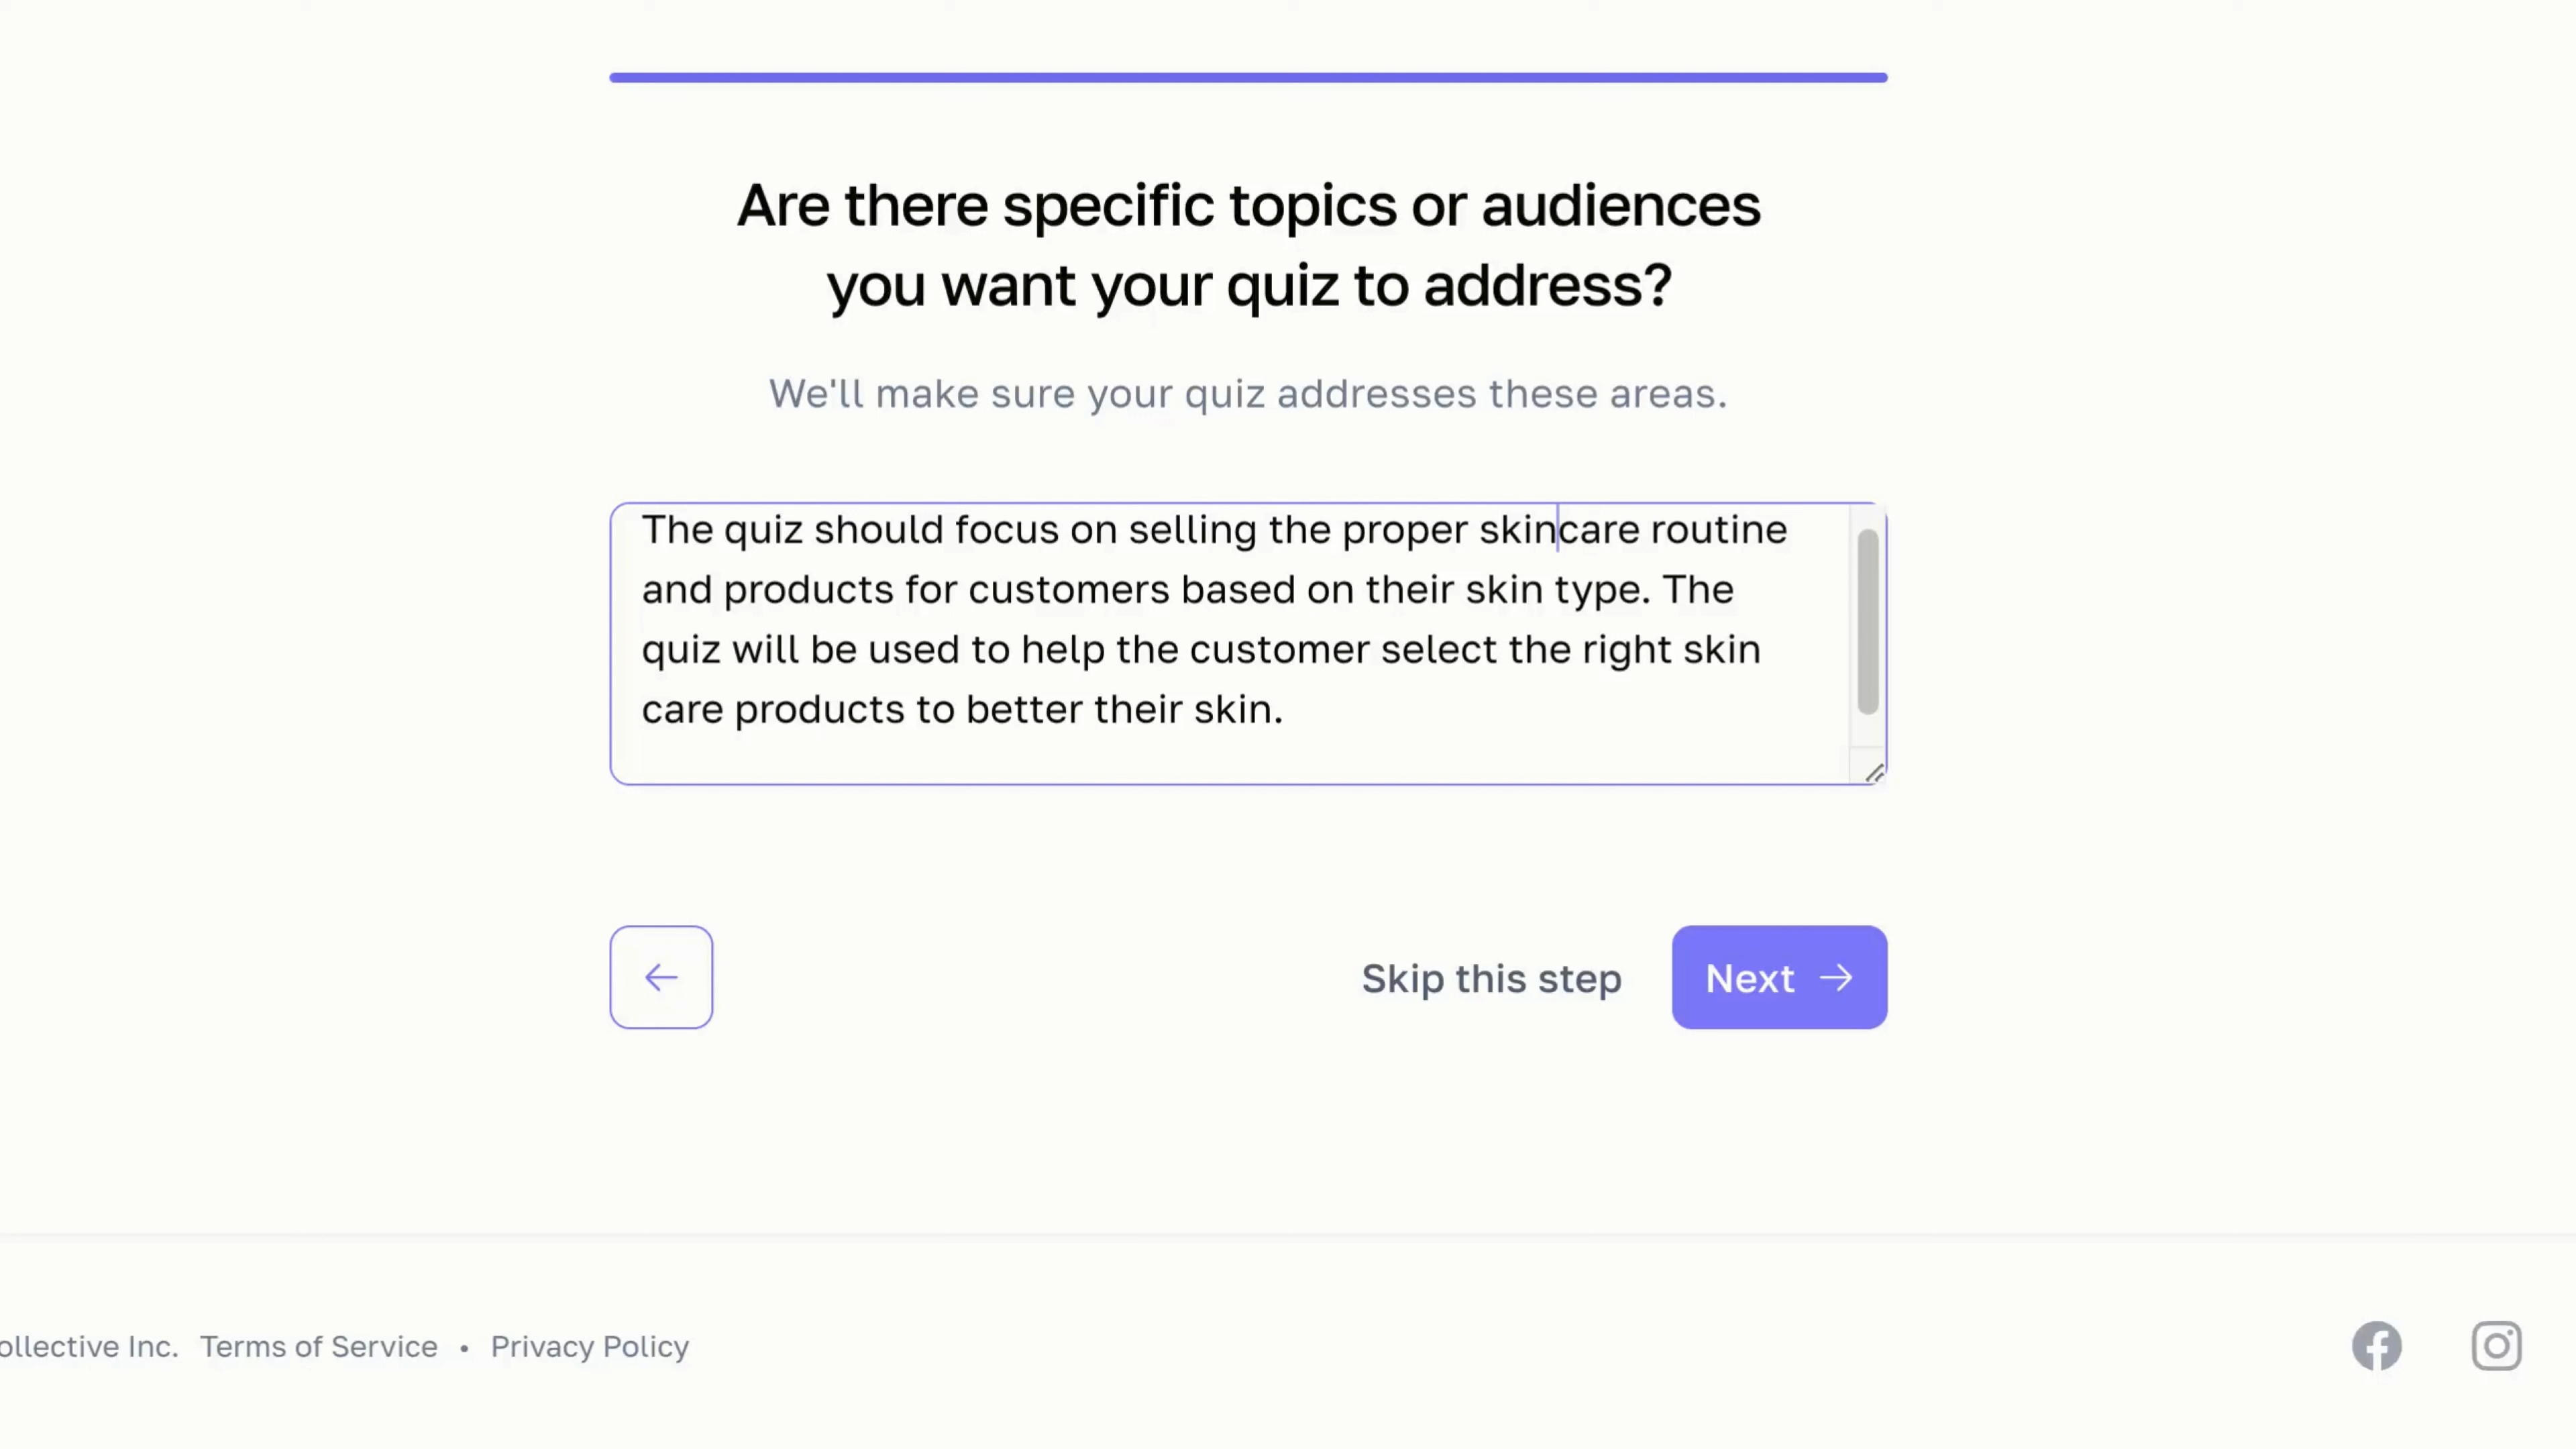 Are there specific topics or audiences
you want your quiz to address?
We'll make sure your quiz addresses these areas.
The quiz should focus on selling the proper skincare routine
and products for customers based on their skin type. The
quiz will be used to help the customer select the right skin
care products to better their skin.
Skip this step Next
ollective Inc. Terms of Service • Privacy Policy